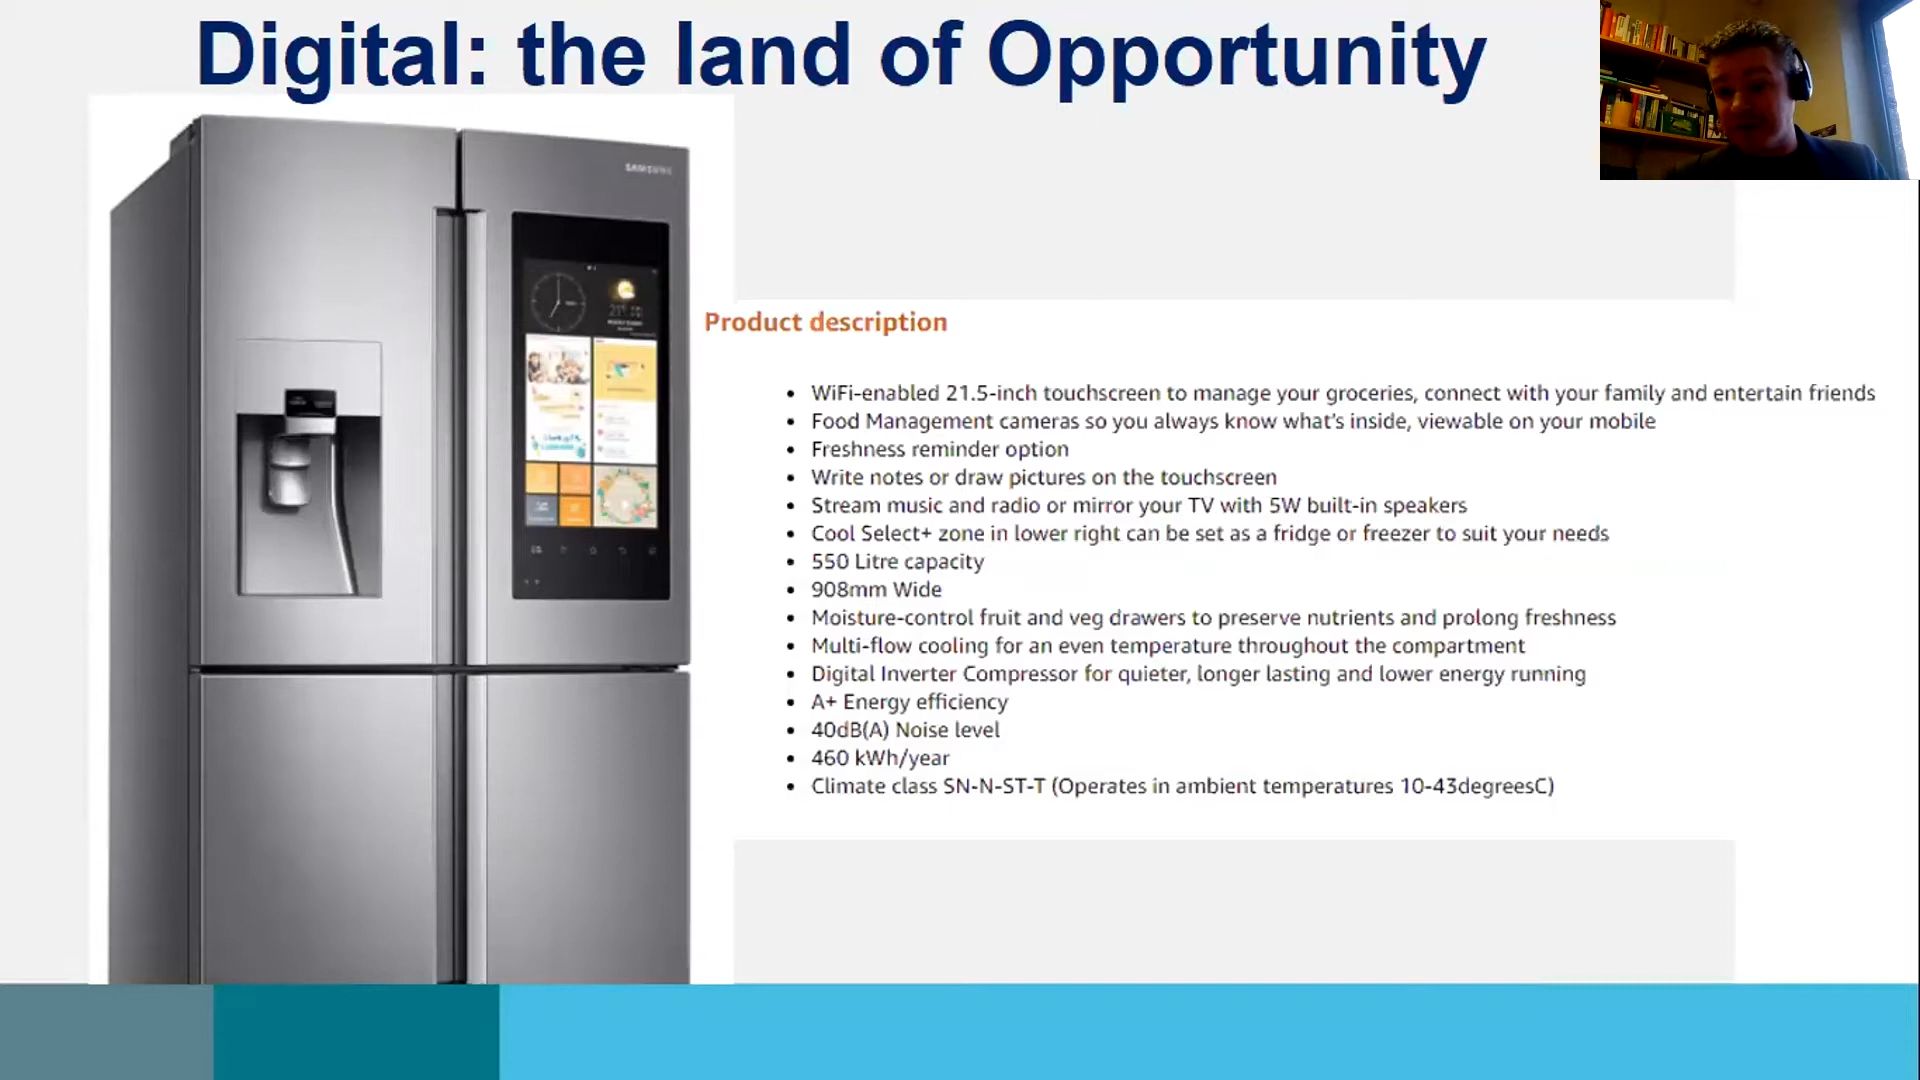 Digital: the land of Opportunity
SAMSUNG
Product description
• WiFi-enabled 21.5-inch touchscreen to manage your groceries, connect with your family and entertain friends
• Food Management cameras so you always know what's inside, viewable on your mobile
• Freshness reminder option
• Write notes or draw pictures on the touchscreen
• Stream music and radio or mirror your TV with 5W built-in speakers
• Cool Select+ zone in lower right can be set as a fridge or freezer to suit your needs
• 550 Litre capacity
• 908mm Wide
• Moisture-control fruit and veg drawers to preserve nutrients and prolong freshness
• Multi-flow cooling for an even temperature throughout the compartment
• Digital Inverter Compressor for quieter, longer lasting and lower energy running
• A+ Energy efficiency
• 40dB(A) Noise level
• 460 kWh/year
• Climate class SN-N-ST-T (Operates in ambient temperatures 10-43degreesC)